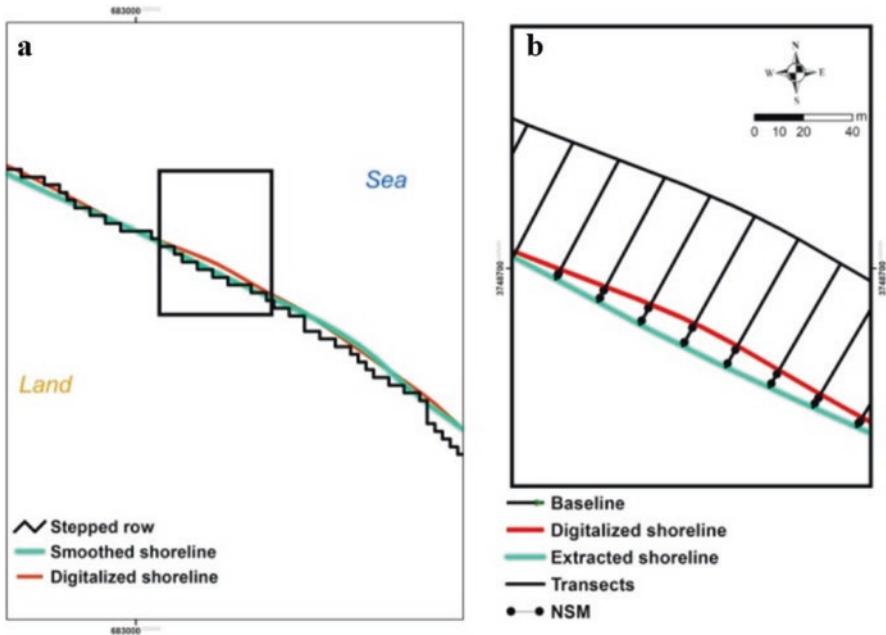 683000
a
Sea
Land
Stepped row
Smoothed shoreline
Digitalized shoreline
683000
b
N
W E
S
m
0 10 20 40
3748700
3748700
Baseline
Digitalized shoreline
Extracted shoreline
Transects
NSM